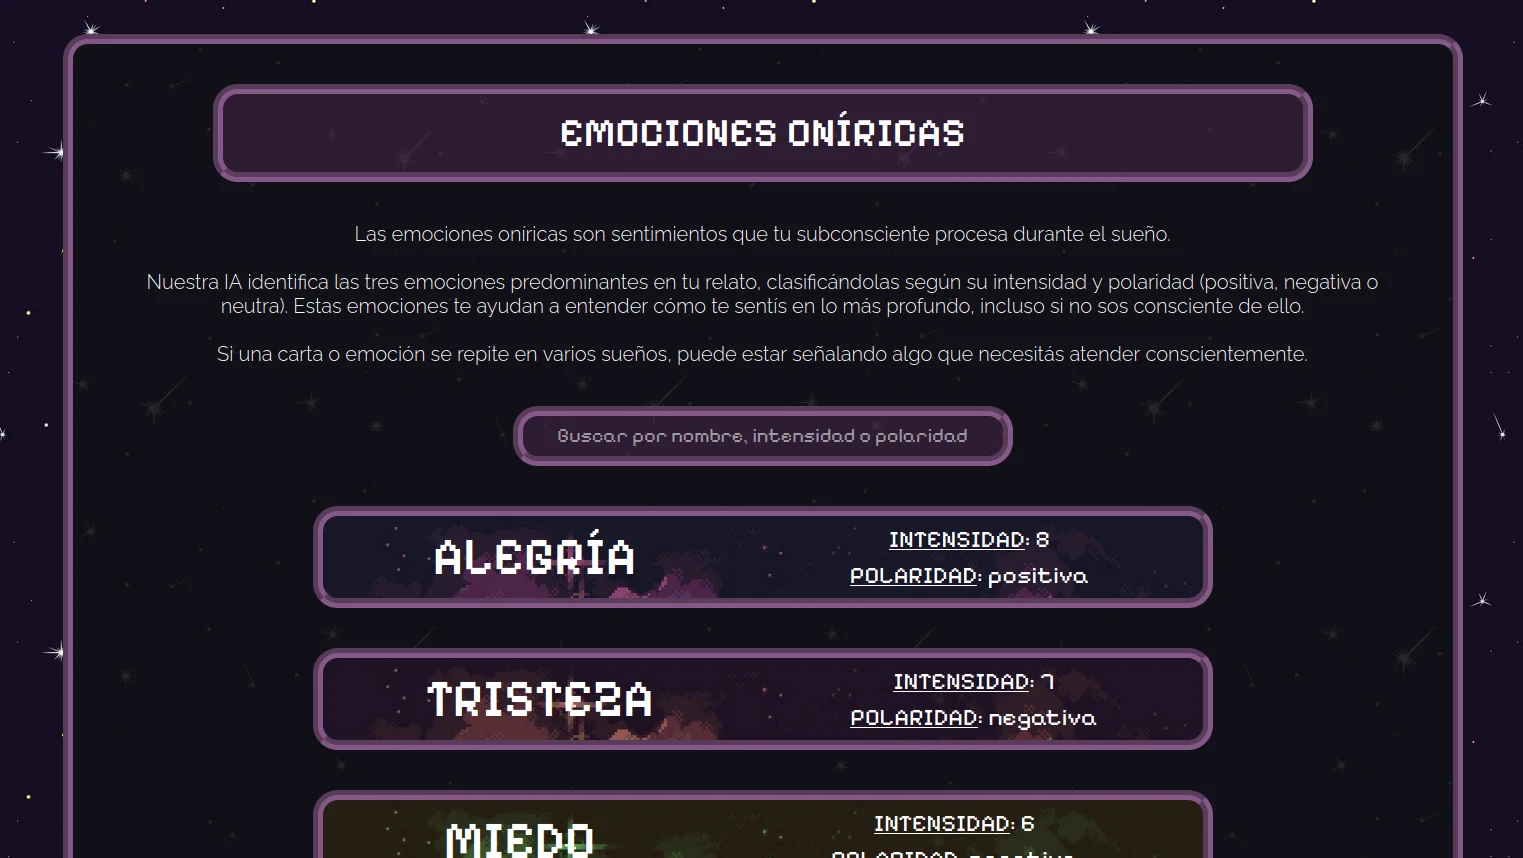 EMOCIONES ONÍRICAS
Las emociones oníricas son sentimientos que tu subconsciente procesa durante el sueño.
Nuestra IA identifica las tres emociones predominantes en tu relato, clasificándolas según su intensidad y polaridad (positiva, negativa o
neutra). Estas emociones te ayudan a entender cómo te sentís en lo más profundo, incluso si no sos consciente de ello.
Si una carta o emoción se repite en varios sueños, puede estar señalando algo que necesitás atender conscientemente.
Buscar por nombre, intensidad o polaridad
ALEGRÍA
INTENSIDAD: 8
POLARIDAD: positiva
TRISTEZA
INTENSIDAD: 7
POLARIDAD: negativa
MIEDO
INTENSIDAD: 6
POLARIDAD: negativa